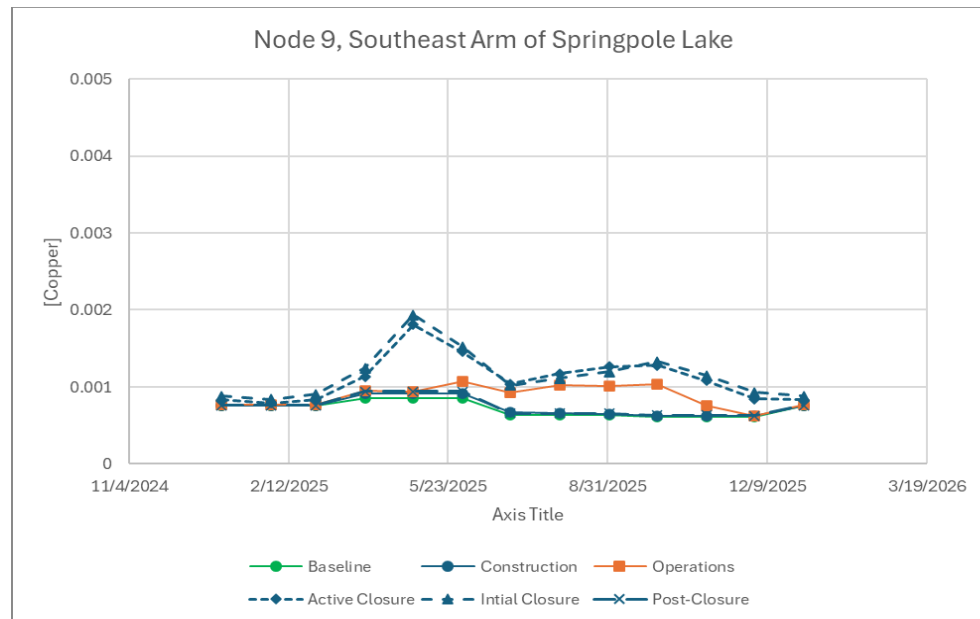 Node 9, Southeast Arm of Springpole Lake
0.005
0.004
0.003
0.002
0.001
0
[Copper]
11/4/2024 2/12/2025 5/23/2025 8/31/2025 12/9/2025 3/19/2026
Axis Title
Baseline Construction Operations
Active Closure Intial Closure Post-Closure